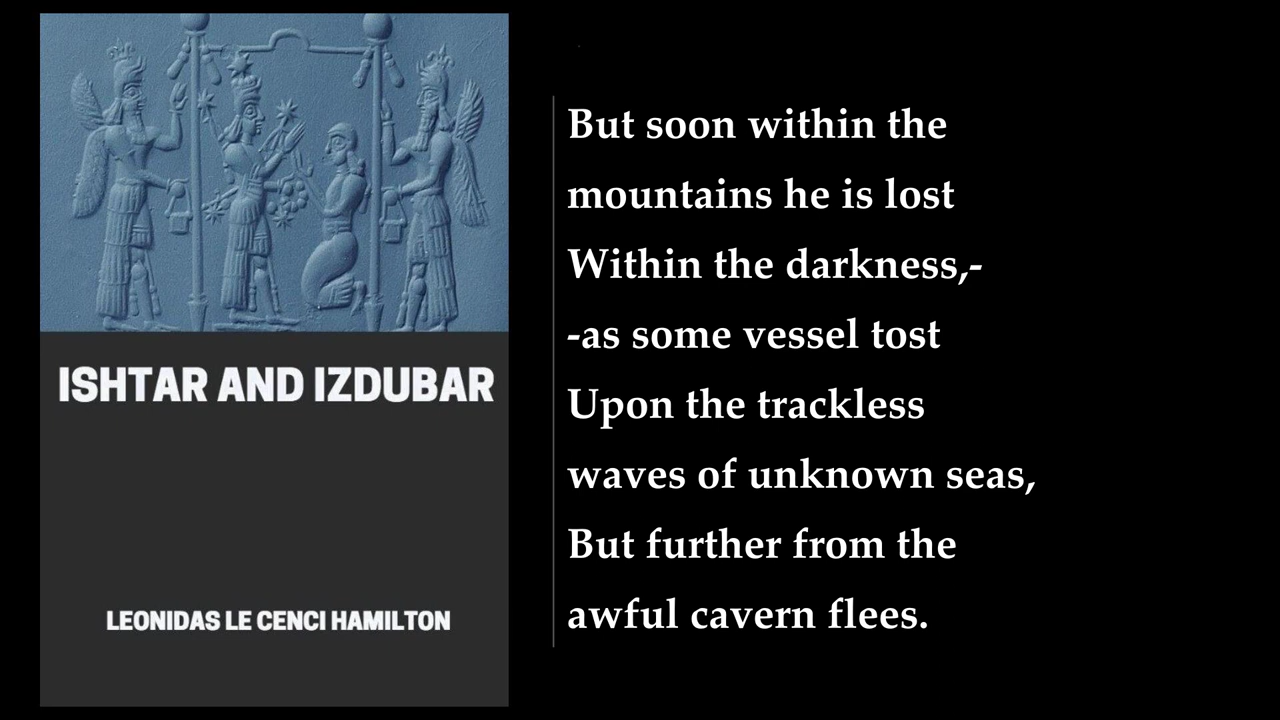 ISHTAR AND IZDUBAR
LEONIDAS LE CENCI HAMILTON
But soon within the
mountains he is lost
Within the darkness,-
-as some vessel tost
Upon the trackless
waves of unknown seas,
But further from the
awful cavern flees.